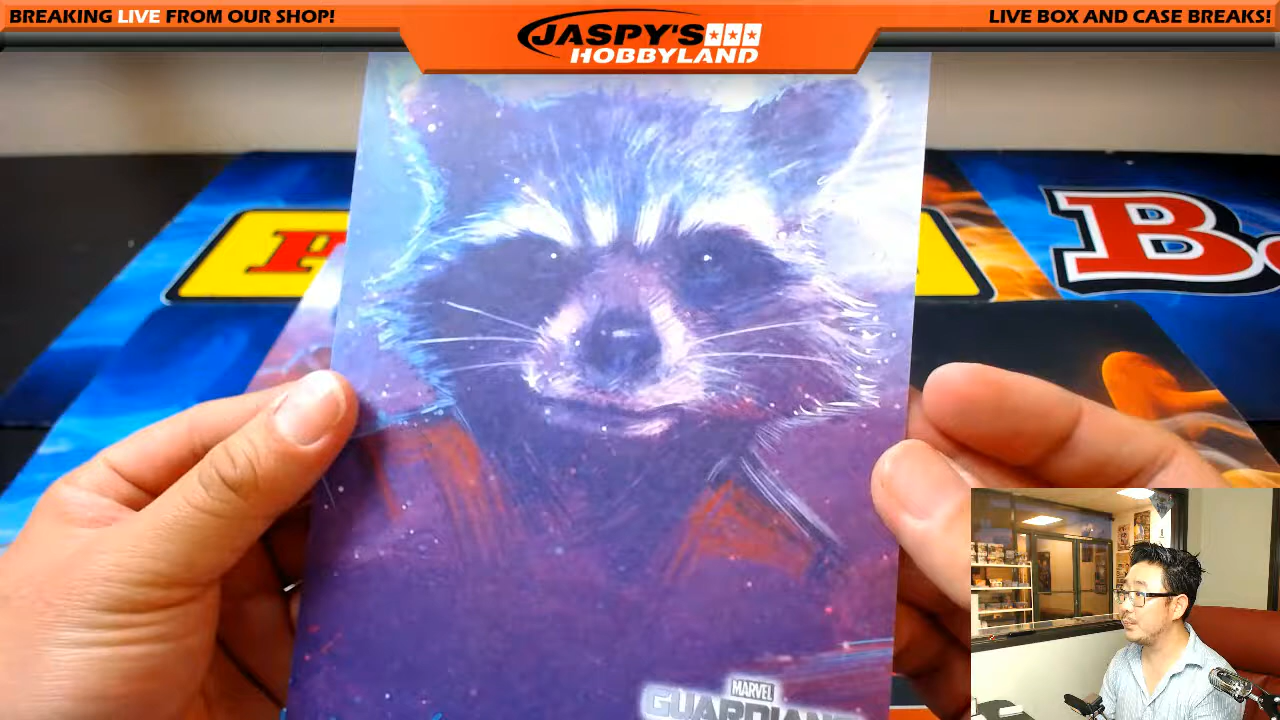 BREAKING LIVE FROM OUR SHOP!
JASPY'S
HOBBYLAND
LIVE BOX AND CASE BREAKS!
B
MARVEL